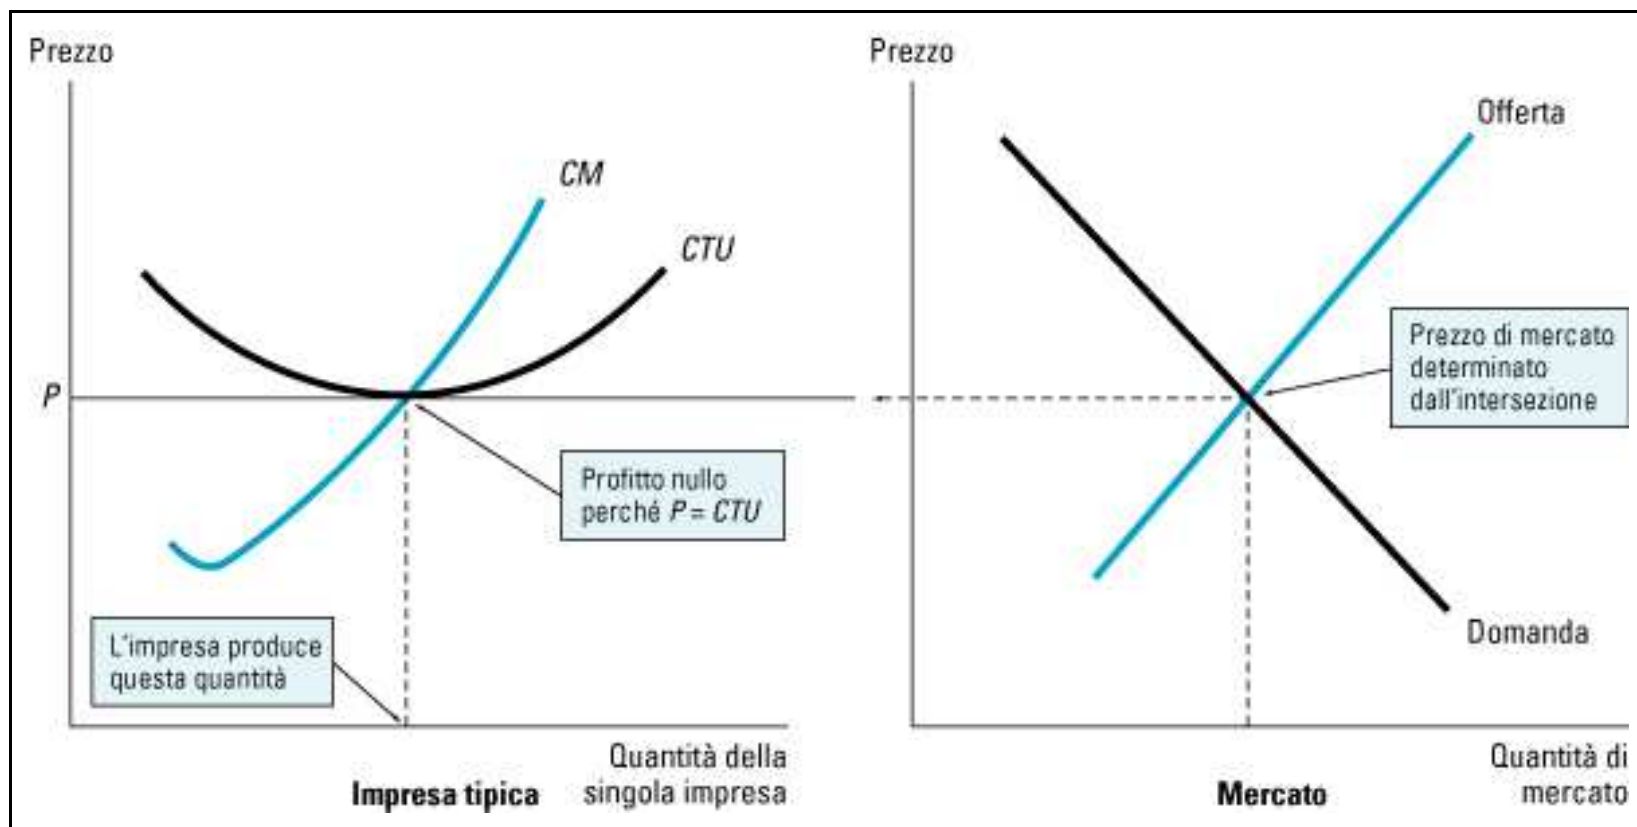 Prezzo
CM
CTU
P
Profitto nullo
perché P = CTU
L'impresa produce
questa quantità
Quantità della
singola impresa
Impresa tipica
Prezzo
Offerta
Prezzo di mercato
determinato
dall'intersezione
Domanda
Quantità di
mercato
Mercato